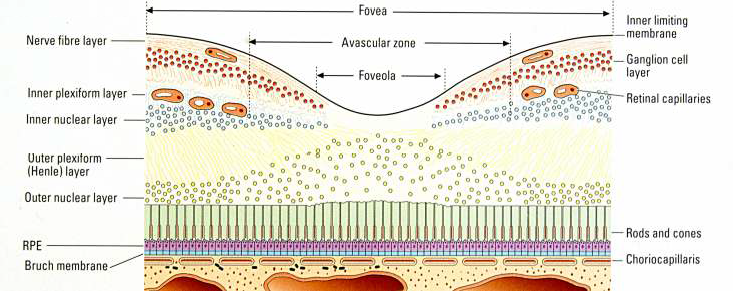 Fovea
Inner limiting
membrane
Nerve fibre layer
Avascular zone
Ganglion cell
layer
Foveola
Inner plexiform layer
Retinal capillaries
Inner nuclear layer
Outer plexiform
(Henle) layer
Outer nuclear layer
Rods and cones
RPE
Bruch membrane
Choriocapillaris